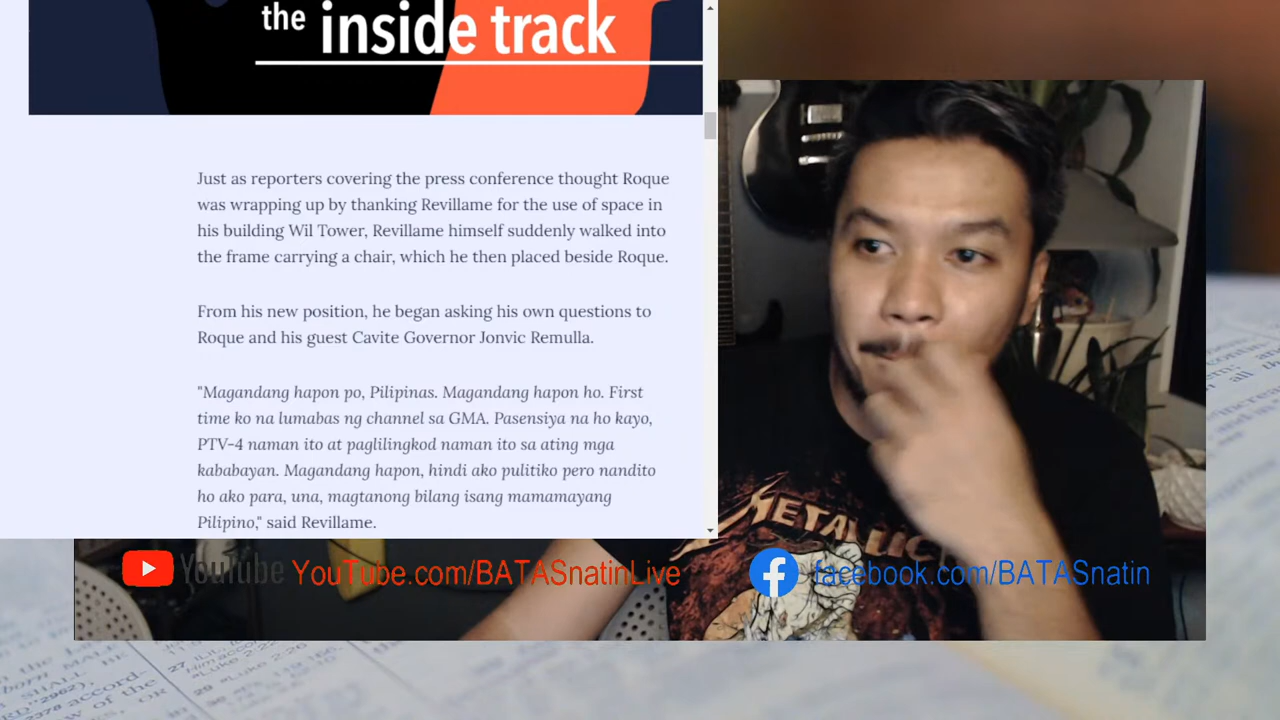 the inside track
Just as reporters covering the press conference thought Roque
was wrapping up by thanking Revillame for the use of space in
his building Wil Tower, Revillame himself suddenly walked into
the frame carrying a chair, which he then placed beside Roque.
From his new position, he began asking his own questions to
Roque and his guest Cavite Governor Jonvic Remulla.
"Magandang hapon po, Pilipinas. Magandang hapon ho. First
time ko na lumabas ng channel sa GMA. Pasensiya na ho kayo,
PTV-4 naman ito at paglilingkod naman ito sa ating mga
kababayan. Magandang hapon, hindi ako pulitiko pero nandito
ho ako para, una, magtanong bilang isang mamamayang
Pilipino," said Revillame.
METALLIC
YouTube YouTube.com/BATASnatinLive
facebook.com/BATASnatin